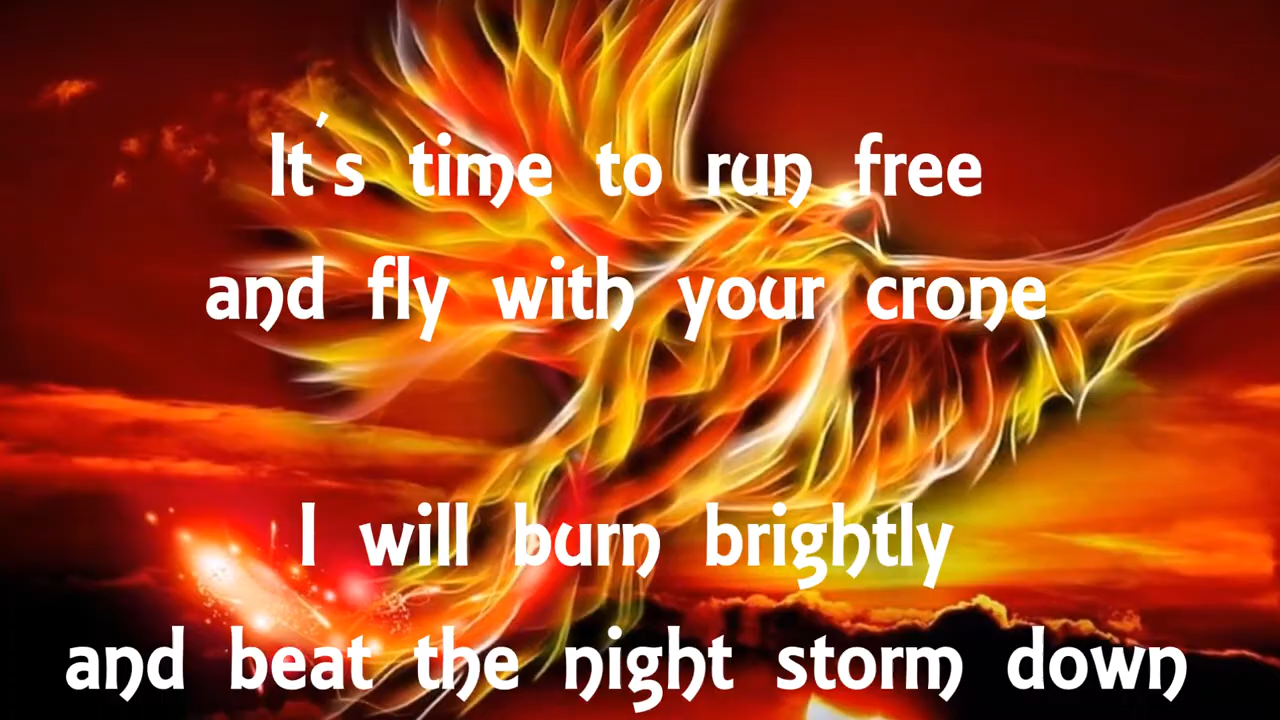 It's time to run free
and fly with your crone
I will burn brightly
and beat the night storm down